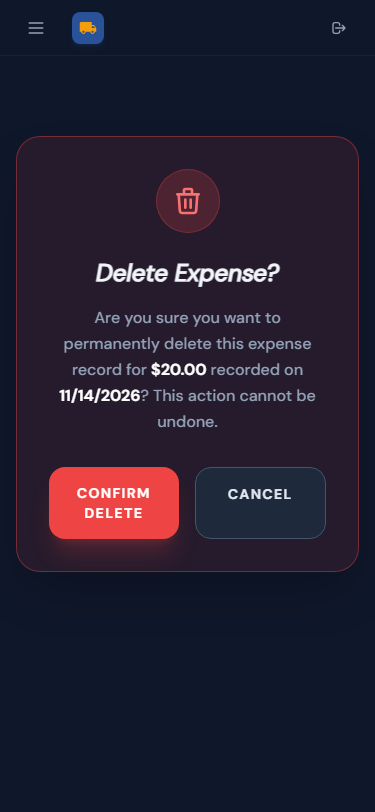 Delete Expense?
Are you sure you want to
permanently delete this expense
record for $20.00 recorded on
11/14/2026? This action cannot be
undone.
CONFIRM
DELETE
CANCEL